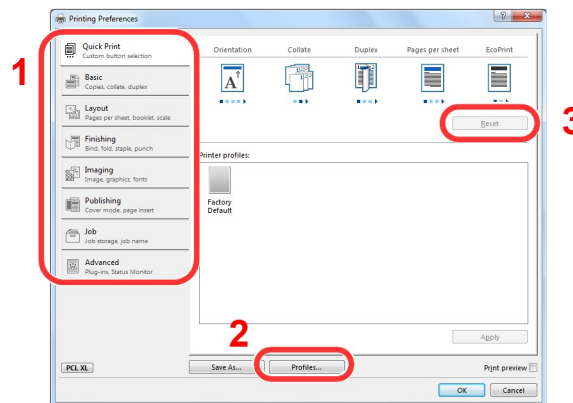 Printing Preferences
1
Quick Print
Custom button selection
Basic
Copies, collate, duplex
Layout
Pages per sheet, booklet, scale
Finishing
Bind, fold, staple, punch
Imaging
Image, graphics, fonts
Publishing
Cover mode, page insert
Job
Job storage, job name
Advanced
Plug-ins, Status Monitor
Orientation Collate Duplex Pages per sheet EcoPrint
A
Reset
3
Printer profiles:
Factory
Default
Apply
2
PCL XL Save As... Profiles... Print preview
OK Cancel